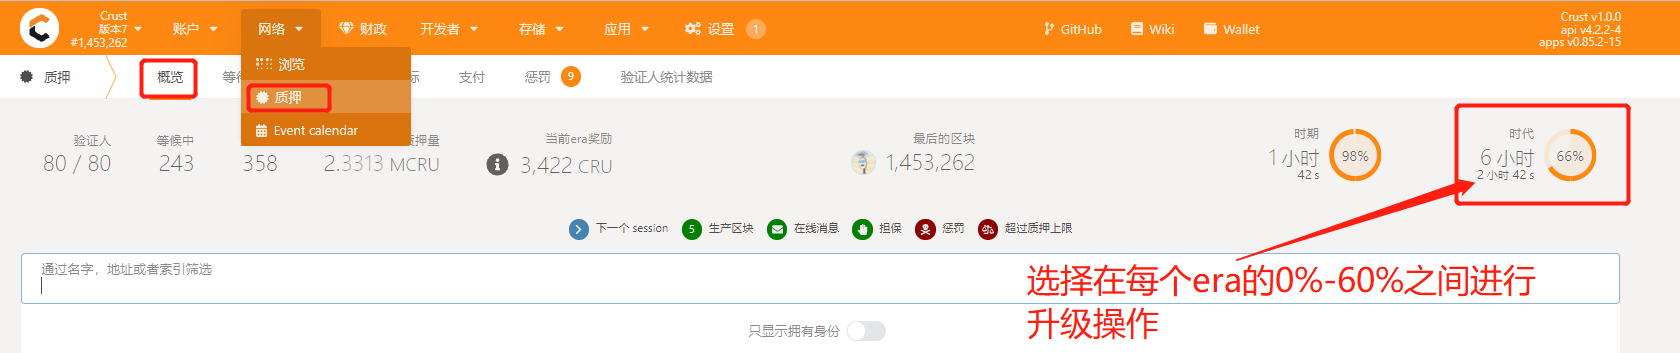 Crust
版本7
#1,453,262
账户
网络
财政
开发者
存储
应用
设置
1
GitHub
Wiki
Wallet
Crust v1.0.0
api v4.2.2-4
apps v0.85.2-15
质押
概览
等
标
支付
惩罚
9
验证人统计数据
浏览
质押
Event calendar
验证人
80 / 80
等候中
243
358
质押量
2.3313 MCRU
当前era奖励
3,422 CRU
最后的区块
1,453,262
时期
1 小时
42 s
98%
时代
6 小时
2 小时 42 s
66%
下一个 session
5
生产区块
在线消息
担保
惩罚
超过质押上限
通过名字，地址或者索引筛选
选择在每个era的0%-60%之间进行
升级操作
只显示拥有身份